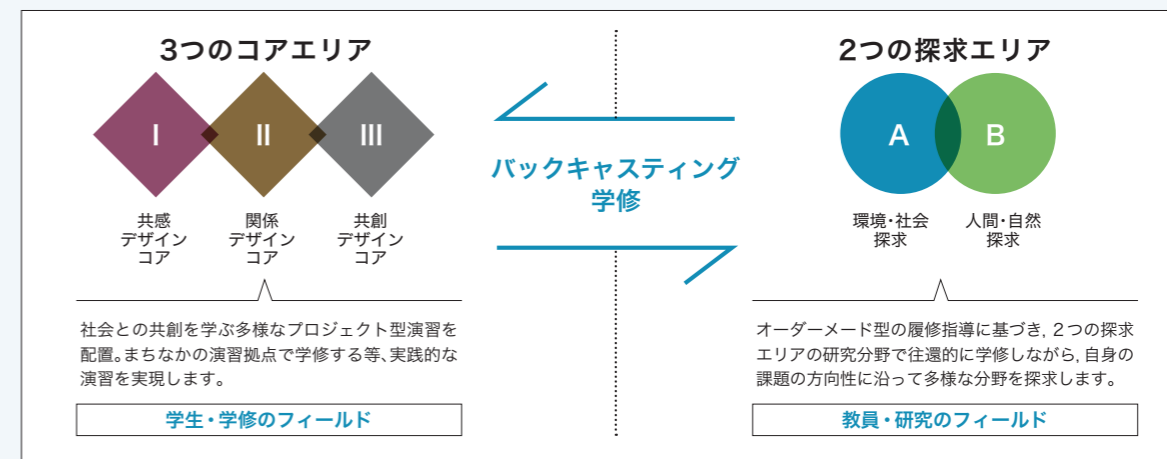 3つのコアエリア
I
II
III
共感
デザイン
コア
関係
デザイン
コア
共創
デザイン
コア
社会との共創を学ぶ多様なプロジェクト型演習を
配置。まちなかの演習拠点で学修する等、実践的な
演習を実現します。
学生・学修のフィールド
バックキャスティング
学修
2つの探求エリア
A
B
環境・社会
探求
人間・自然
探求
オーダーメード型の履修指導に基づき，２つの探求
エリアの研究分野で往還的に学修しながら，自身の
課題の方向性に沿って多様な分野を探求します。
教員・研究のフィールド